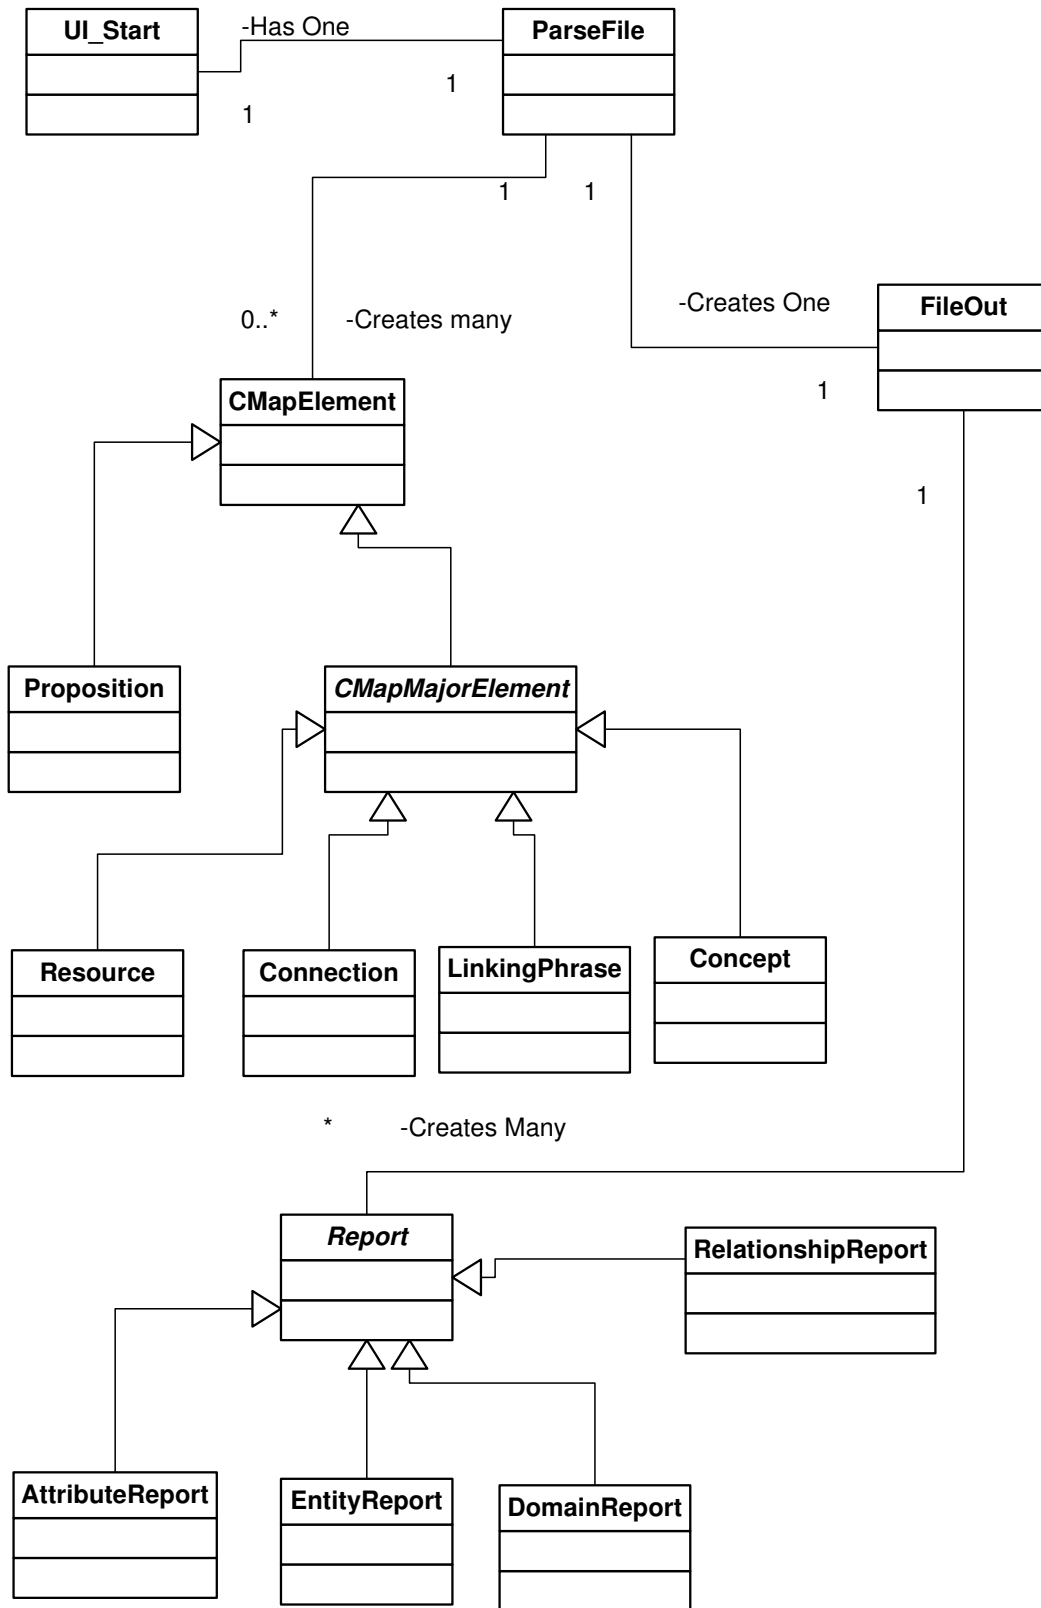 UI_Start
-Has One
ParseFile
1
1
1
1
0..*
-Creates many
-Creates One
FileOut
1
CMapElement
1
Proposition
CMapMajorElement
Resource
Connection
LinkingPhrase
Concept
*
-Creates Many
Report
RelationshipReport
AttributeReport
EntityReport
DomainReport